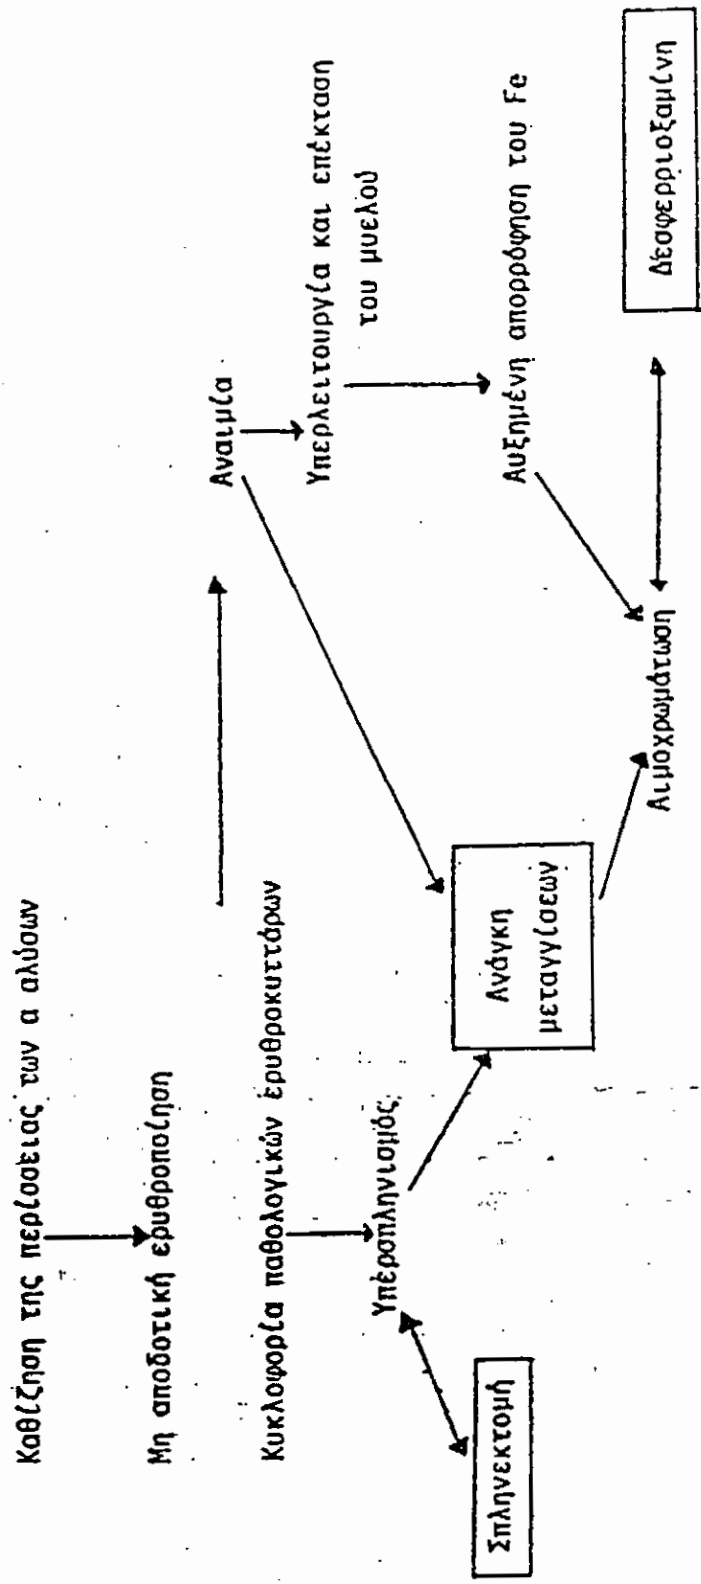 Καθίζηση της περίσσειας των α αλύσων
Μη αποδοτική ερυθροποίηση
Κυκλοφορία παθολογικών ερυθροκυττάρων
Αναιμία
Υπερλειτουργία και επέκταση
του μυελού
Υπερσπληνισμός
Σπληνεκτομή
Ανάγκη
μεταγγίσεων
Αυξημένη απορρόφηση του Fe
Αιμοχρωμάτωση
Δεσφερριοξαμίνη